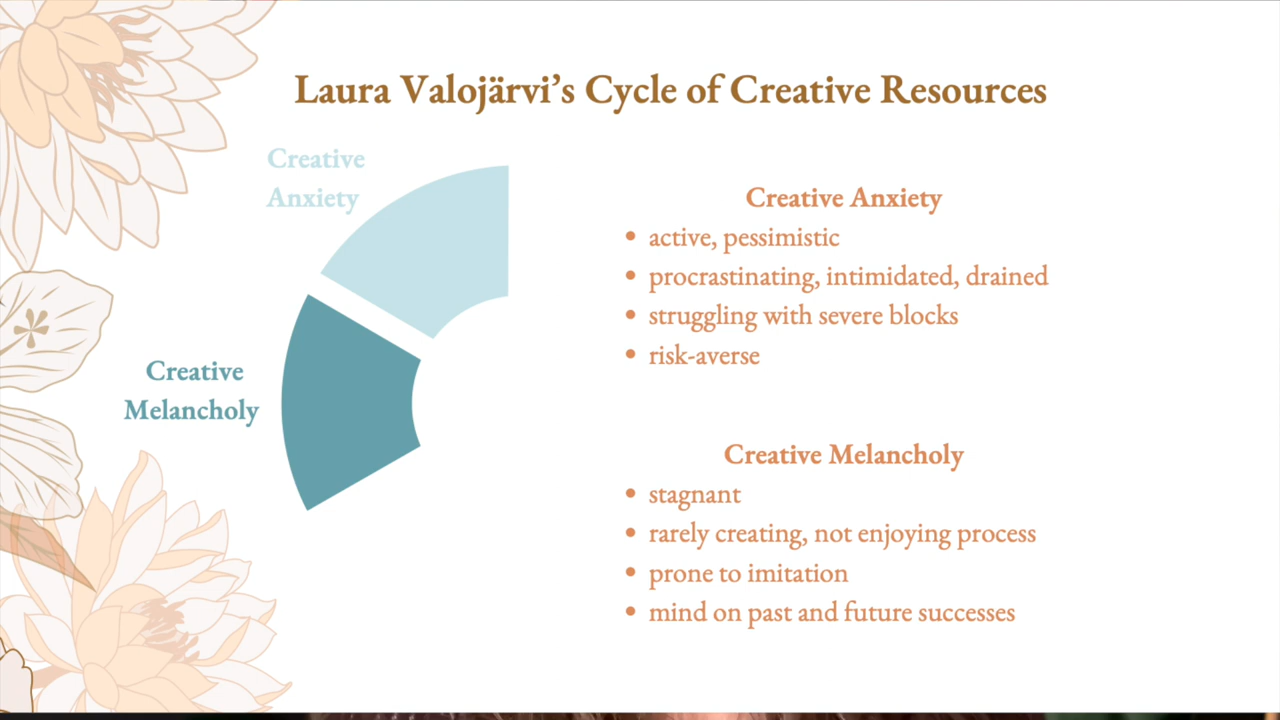 Laura Valojärvi’s Cycle of Creative Resources
Creative
Anxiety
Creative
Melancholy
Creative Anxiety
• active, pessimistic
• procrastinating, intimidated, drained
• struggling with severe blocks
• risk-averse
Creative Melancholy
• stagnant
• rarely creating, not enjoying process
• prone to imitation
• mind on past and future successes